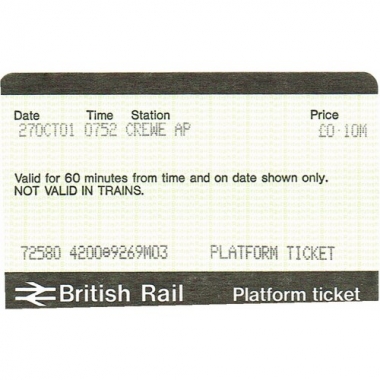 Date Time Station Price
27OCT01 0752 CREWE AP £0·10M
Valid for 60 minutes from time and on date shown only.
NOT VALID IN TRAINS.
72580 4200@9269M03 PLATFORM TICKET
British Rail Platform ticket